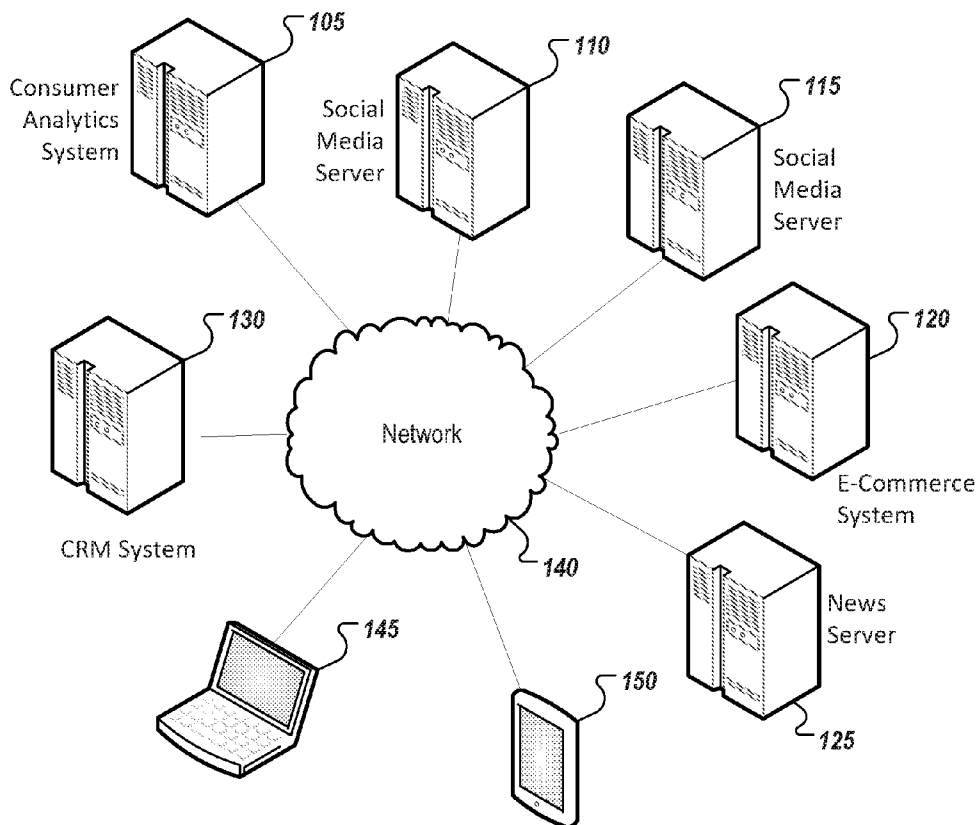 105
Consumer
Analytics
System
110
Social
Media
Server
115
Social
Media
Server
130
CRM System
120
E-Commerce
System
Network
140
News
Server
125
145
150